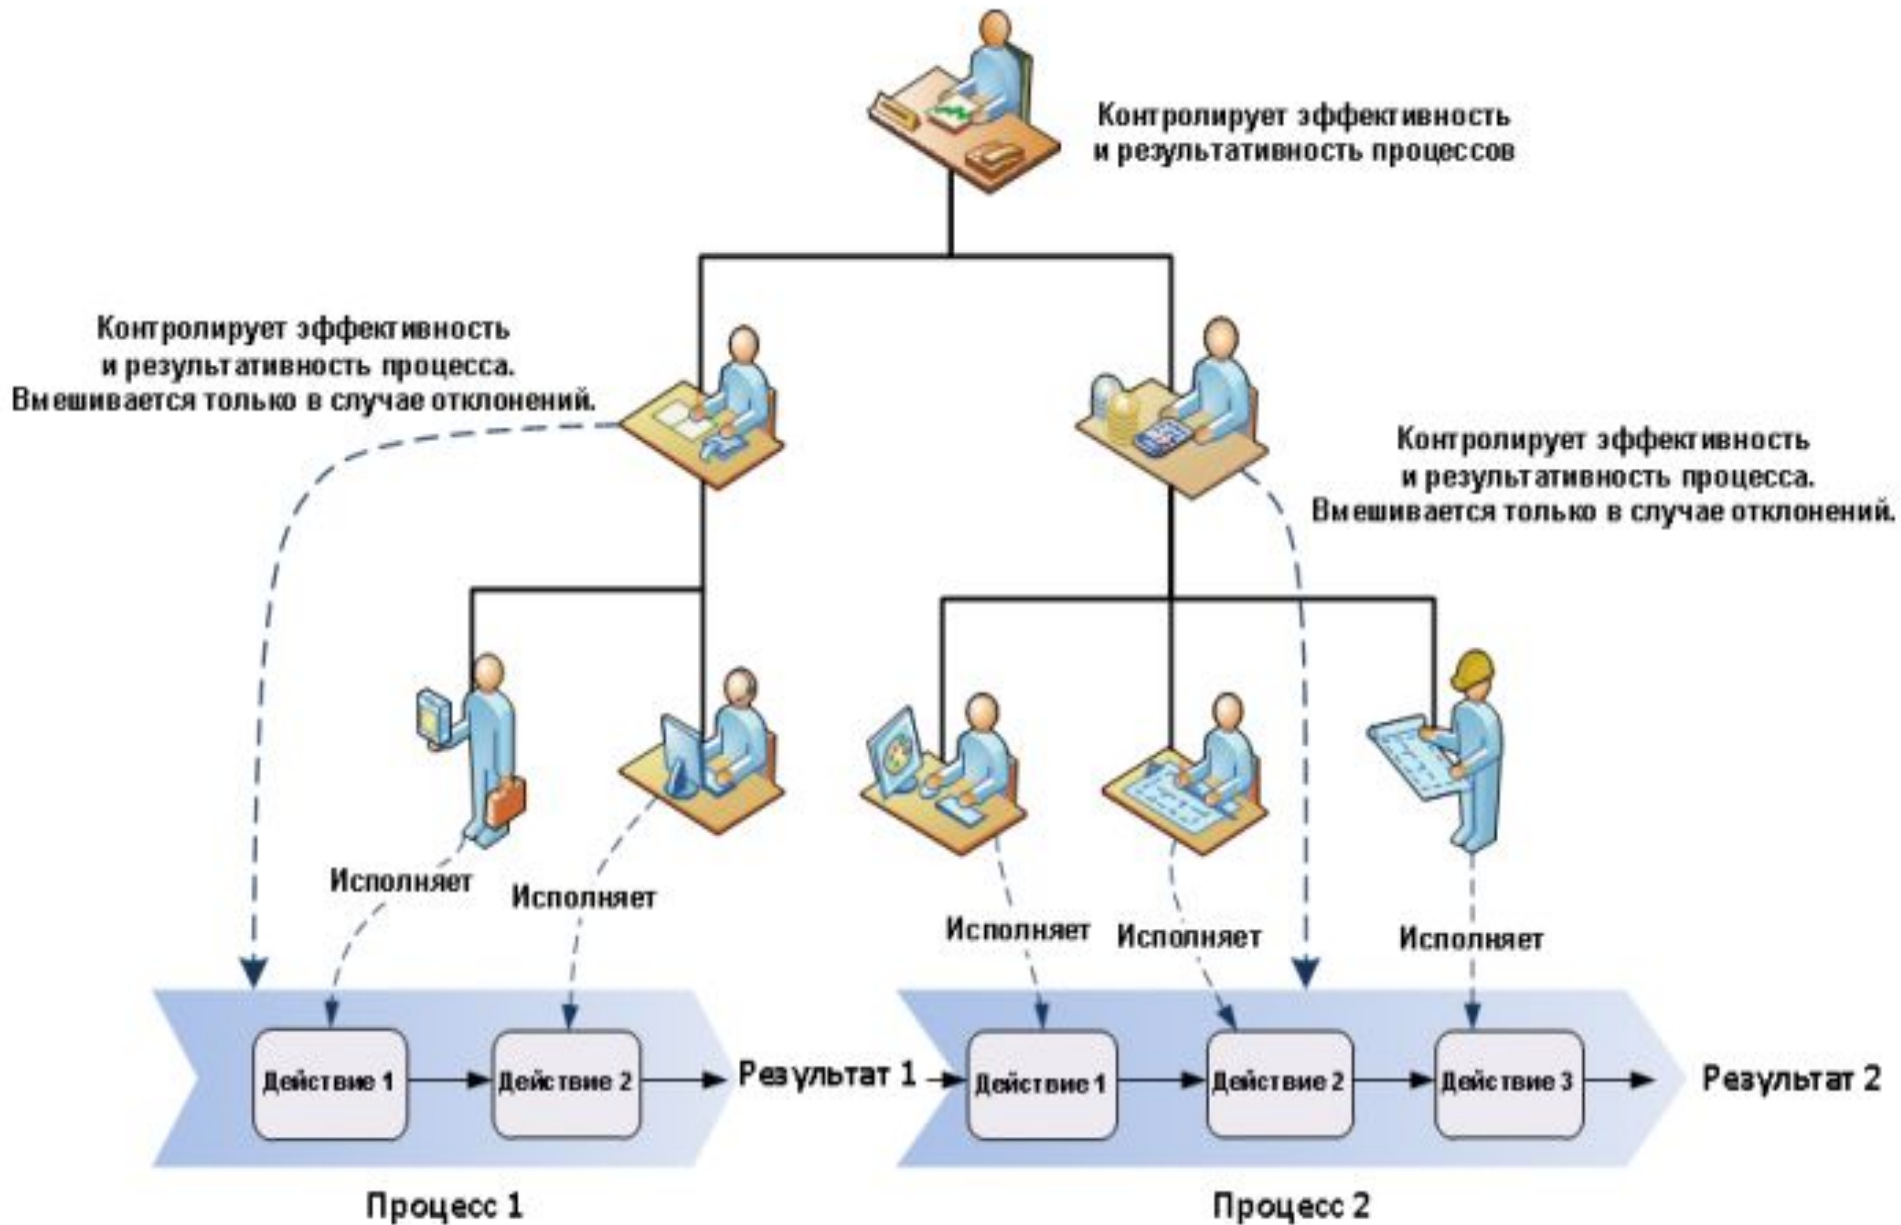 Контролирует эффективность
и результативность процессов
Контролирует эффективность
и результативность процесса.
Вмешивается только в случае отклонений.
Контролирует эффективность
и результативность процесса.
Вмешивается только в случае отклонений.
Исполняет
Исполняет
Исполняет
Исполняет
Исполняет
Действие 1
Действие 2
Результат 1
Действие 1
Действие 2
Действие 3
Результат 2
Процесс 1
Процесс 2